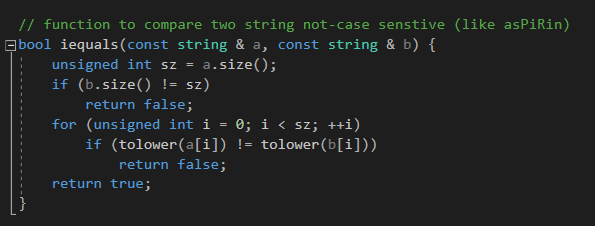 // function to compare two string not-case senstive (like asPiRin)
bool iequals(const string & a, const string & b) {
    unsigned int sz = a.size();
    if (b.size() != sz)
        return false;
    for (unsigned int i = 0; i < sz; ++i)
        if (tolower(a[i]) != tolower(b[i]))
            return false;
    return true;
}